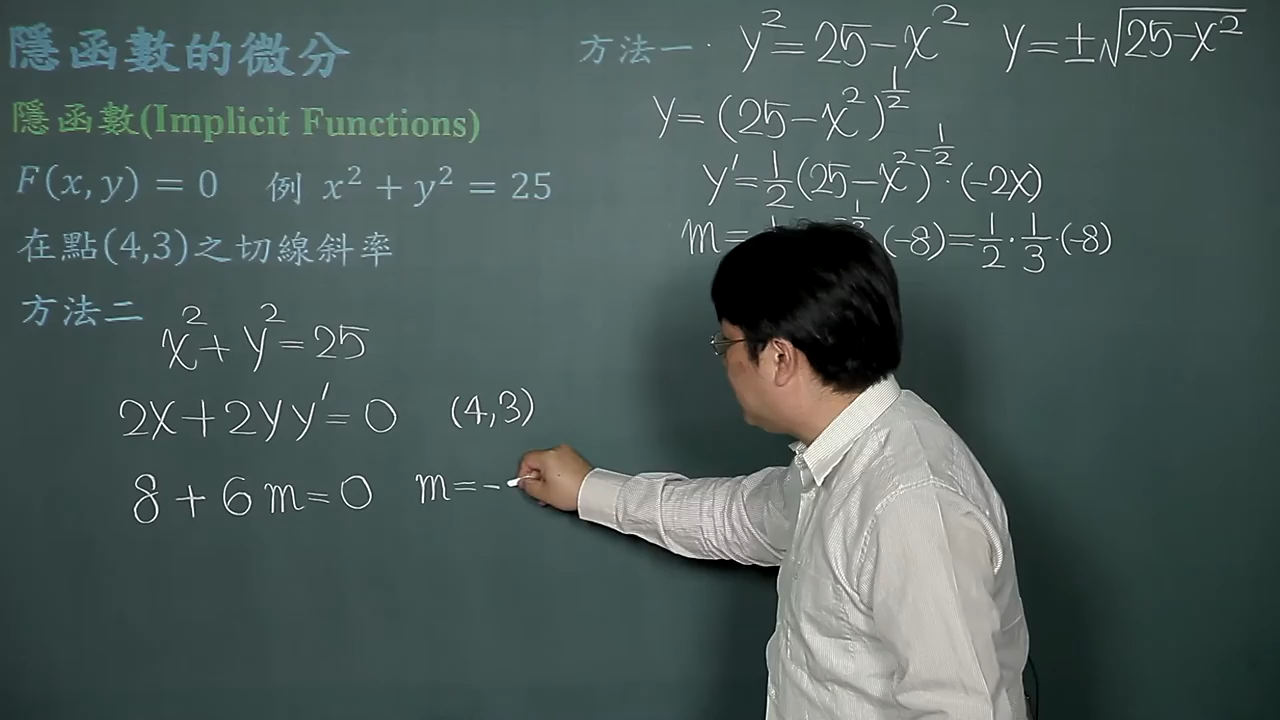 隱函數的微分
隱函數(Implicit Functions)
F(x, y) = 0 例 x² + y² = 25
在點(4,3)之切線斜率
方法二
x² + y² = 25
2x + 2yy' = 0 (4,3)
8 + 6m = 0 m = -
方法一 y² = 25 - x² y = ±√(25-x²)
y = (25 - x²)^(1/2)
y' = 1/2 (25 - x²)^(-1/2) · (-2x)
m = (-8) = 1/2 · 1/3 · (-8)